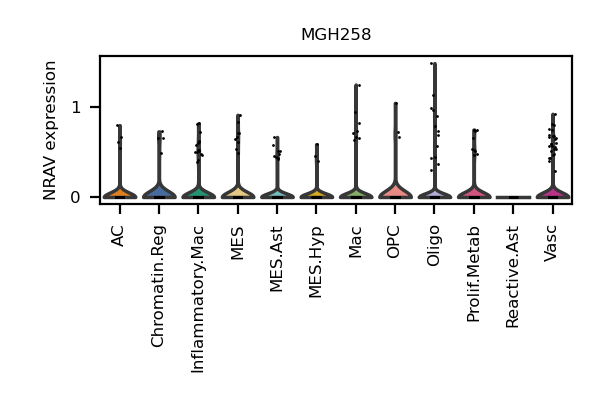 MGH258
NRAV expression
1
0
AC
Chromatin.Reg
Inflammatory.Mac
MES
MES.Ast
MES.Hyp
Mac
OPC
Oligo
Prolif.Metab
Reactive.Ast
Vasc